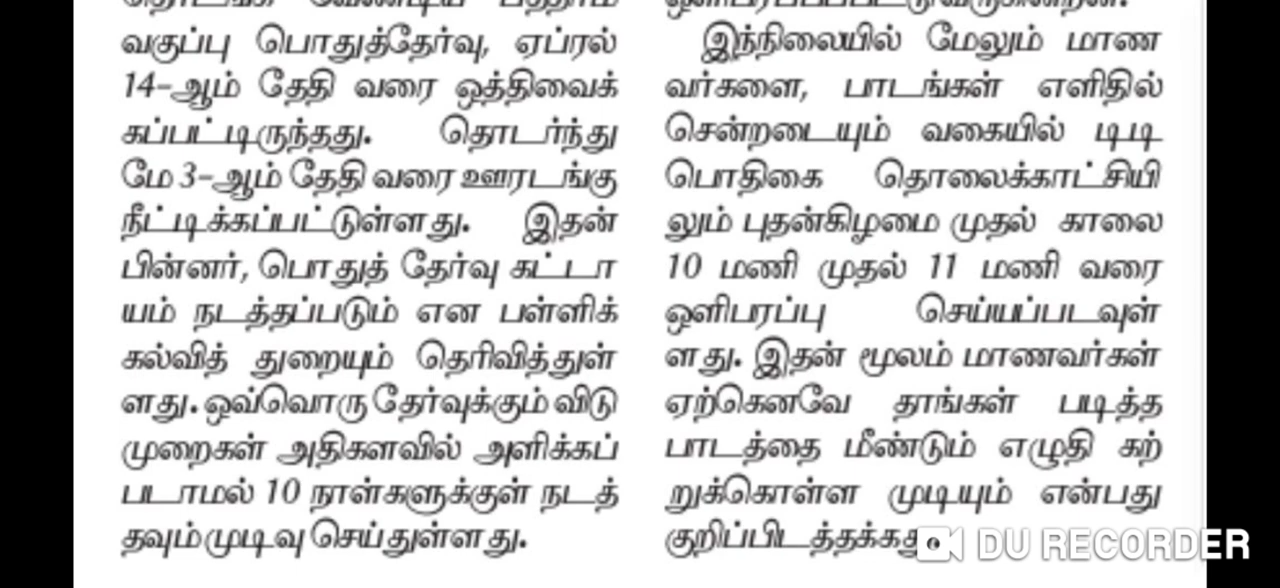 வகுப்பு பொதுத்தேர்வு, ஏப்ரல்
14-ஆம் தேதி வரை ஒத்திவைக்
கப்பட்டிருந்தது. தொடர்ந்து
மே 3-ஆம் தேதி வரை ஊரடங்கு
நீட்டிக்கப்பட்டுள்ளது. இதன்
பின்னர், பொதுத் தேர்வு கட்டா
யம் நடத்தப்படும் என பள்ளிக்
கல்வித் துறையும் தெரிவித்துள்
ளது. ஒவ்வொரு தேர்வுக்கும் விடு
முறைகள் அதிகளவில் அளிக்கப்
படாமல் 10 நாள்களுக்குள் நடத்
தவும் முடிவு செய்துள்ளது.
இந்நிலையில் மேலும் மாண
வர்களை, பாடங்கள் எளிதில்
சென்றடையும் வகையில் டிடி
பொதிகை தொலைக்காட்சியி
லும் புதன்கிழமை முதல் காலை
10 மணி முதல் 11 மணி வரை
ஒளிபரப்பு செய்யப்படவுள்
ளது. இதன் மூலம் மாணவர்கள்
ஏற்கெனவே தாங்கள் படித்த
பாடத்தை மீண்டும் எழுதி கற்
றுக்கொள்ள முடியும் என்பது
DU RECORDER